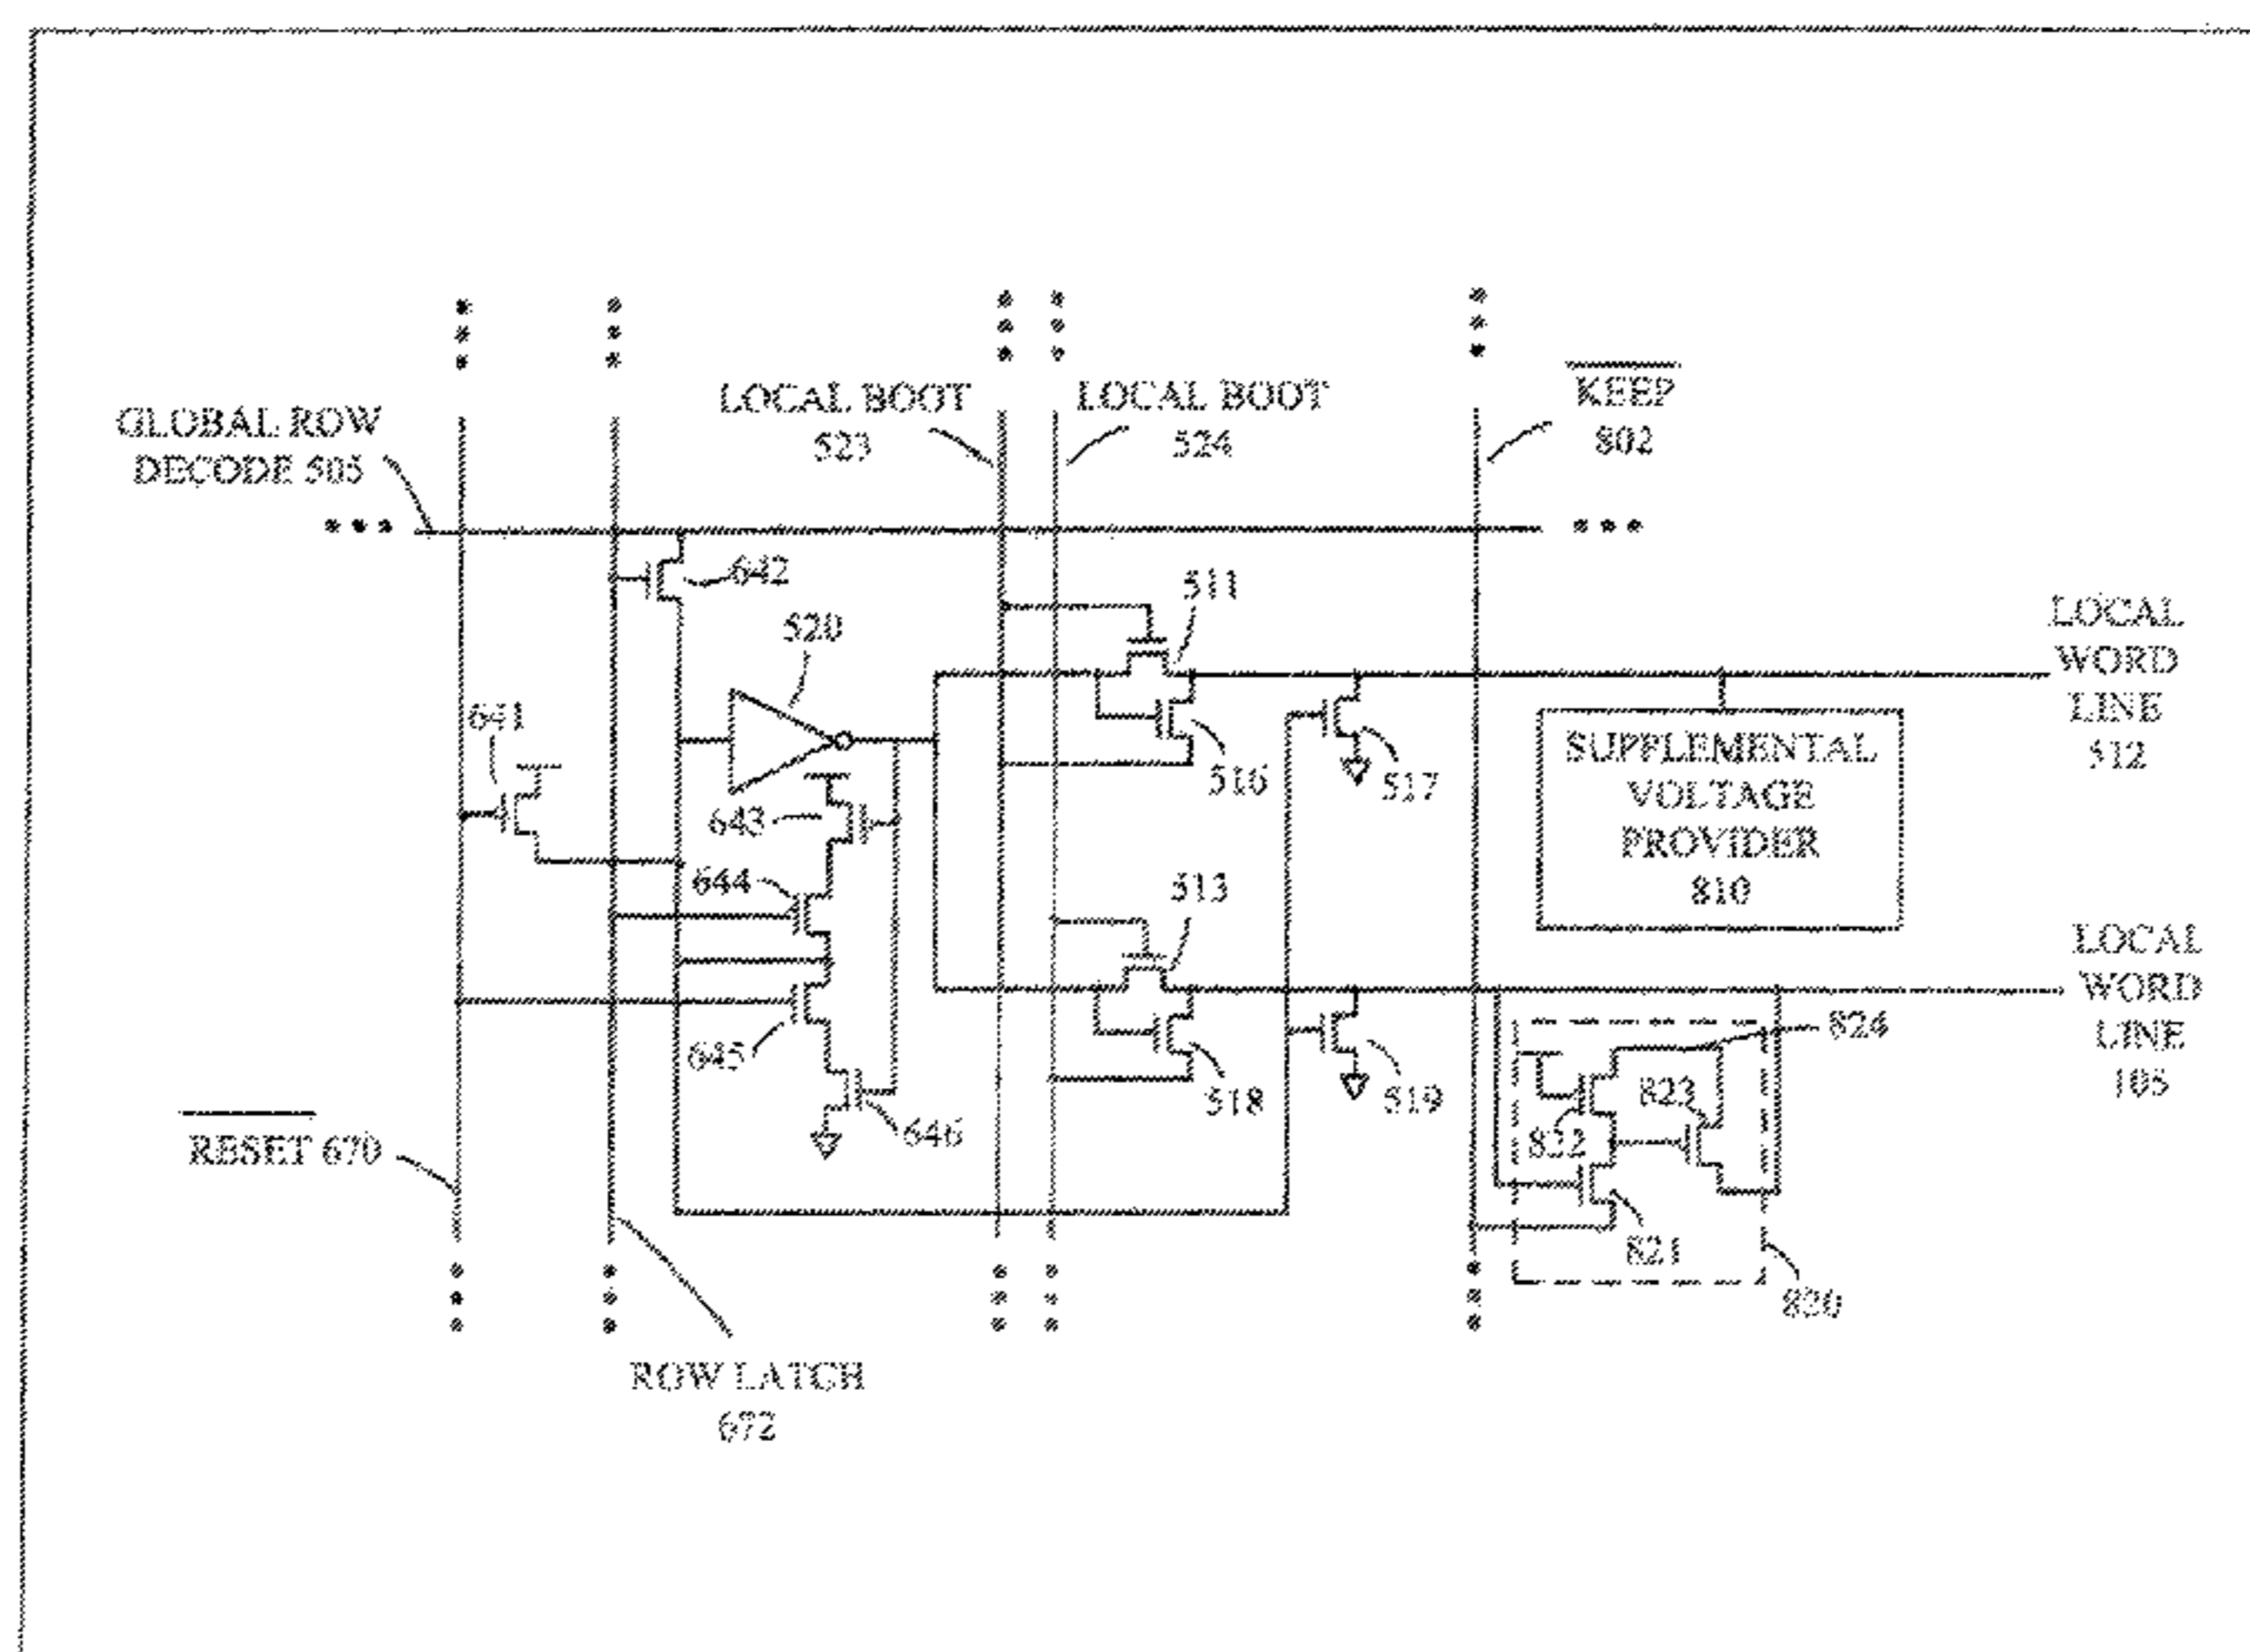 LOCAL BOOT
523
LOCAL BOOT
524
KEEP
802
GLOBAL ROW
DECODE 505
642
511
520
LOCAL
WORD
LINE
512
641
SUPPLEMENTAL
VOLTAGE
PROVIDER
810
516
517
643
644
513
LOCAL
WORD
LINE
105
645
518
519
824
823
822
646
RESET 670
821
820
ROW LATCH
672